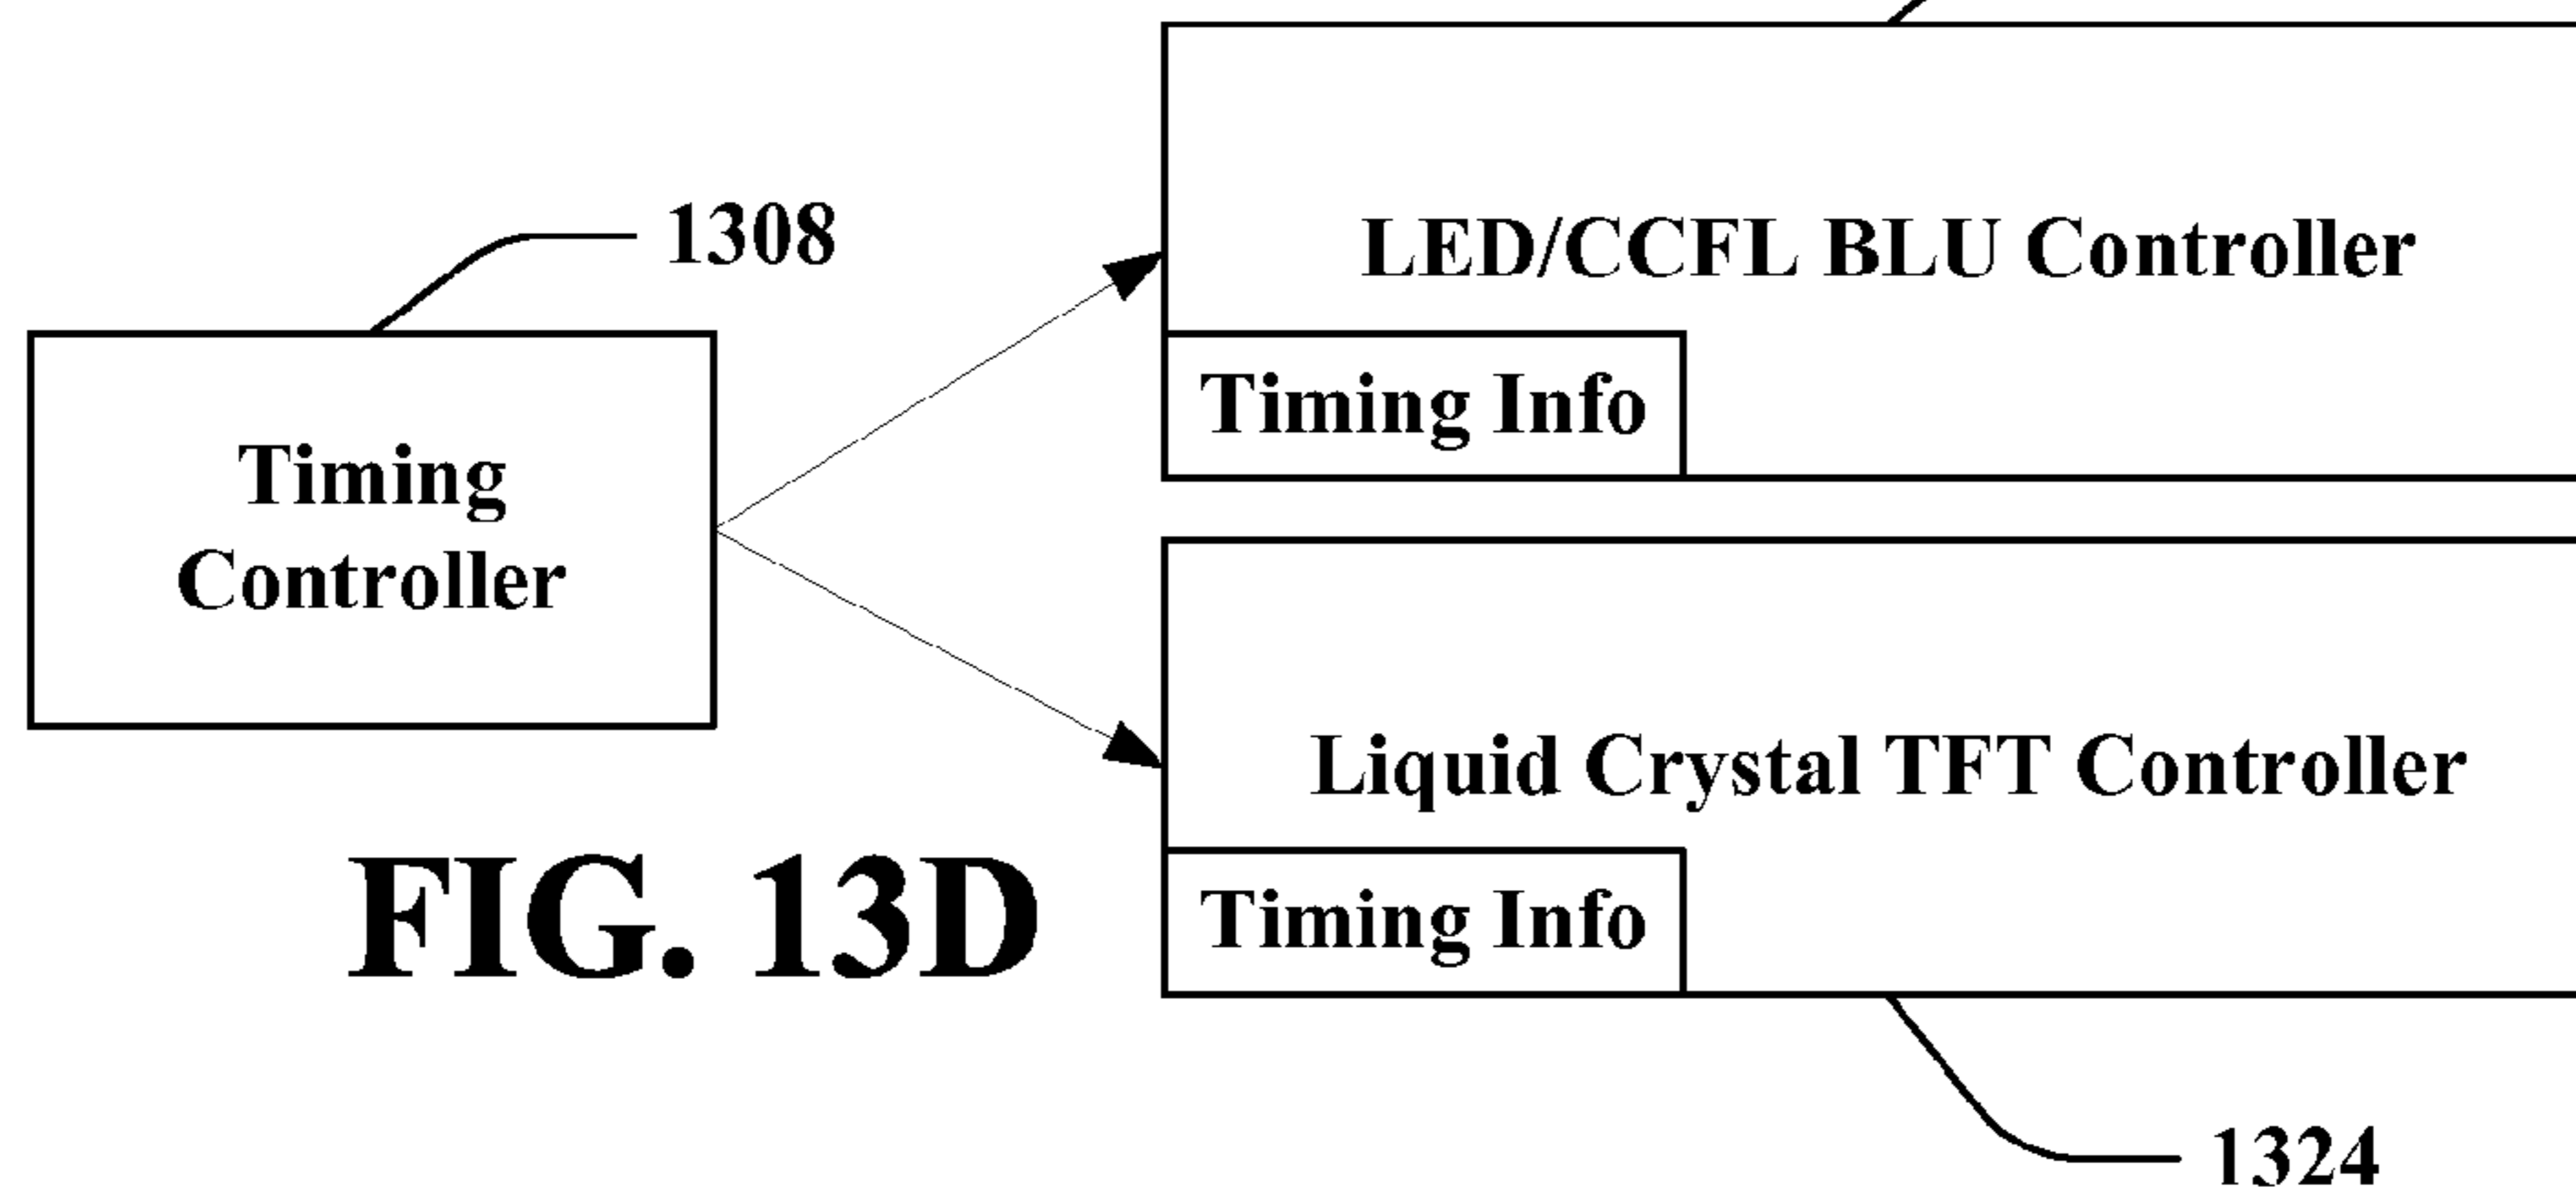 1308
LED/CCFL BLU Controller
Timing Info
Timing
Controller
Liquid Crystal TFT Controller
Timing Info
FIG. 13D
1324